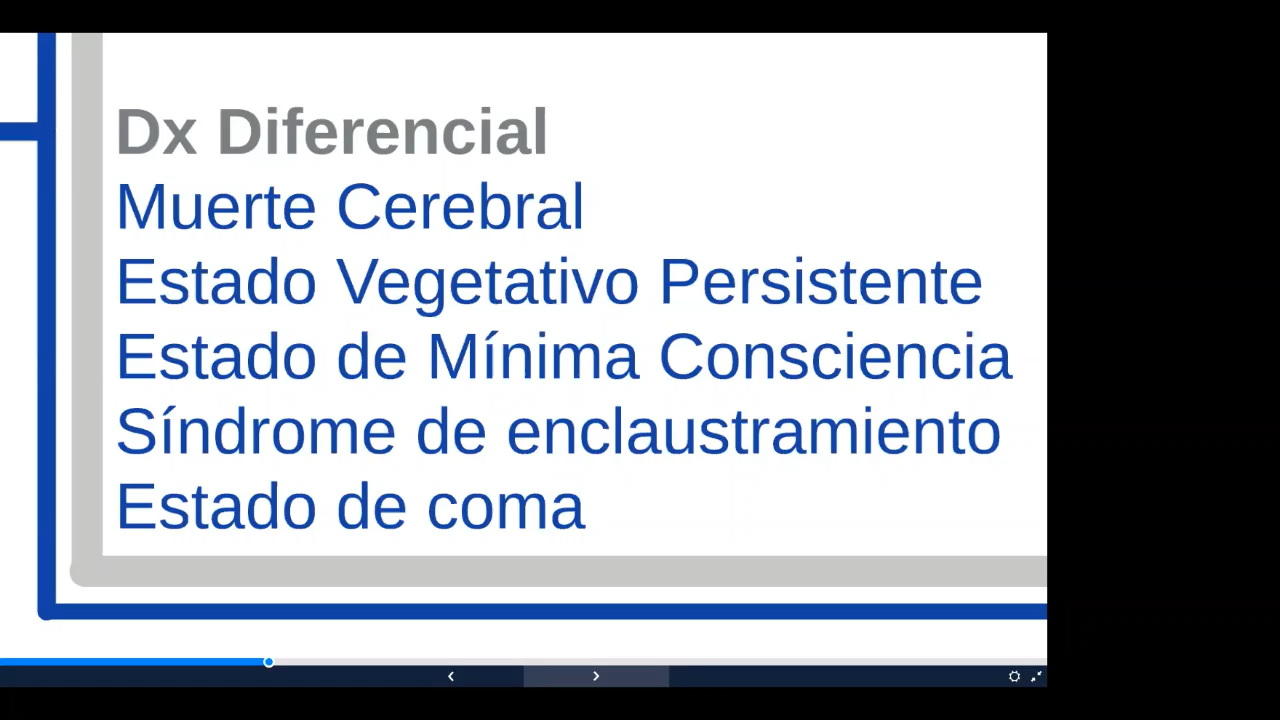 Dx Diferencial
Muerte Cerebral
Estado Vegetativo Persistente
Estado de Mínima Consciencia
Síndrome de enclaustramiento
Estado de coma